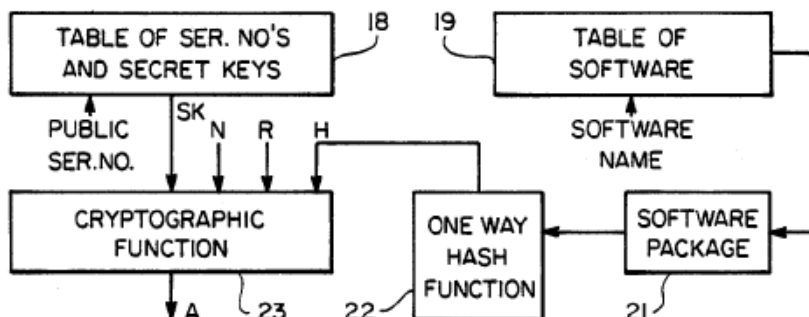 TABLE OF SER. NO'S
AND SECRET KEYS
18
19
TABLE OF
SOFTWARE
PUBLIC
SER.NO.
SK
N
R
H
SOFTWARE
NAME
CRYPTOGRAPHIC
FUNCTION
ONE WAY
HASH
FUNCTION
SOFTWARE
PACKAGE
A
23
22
21